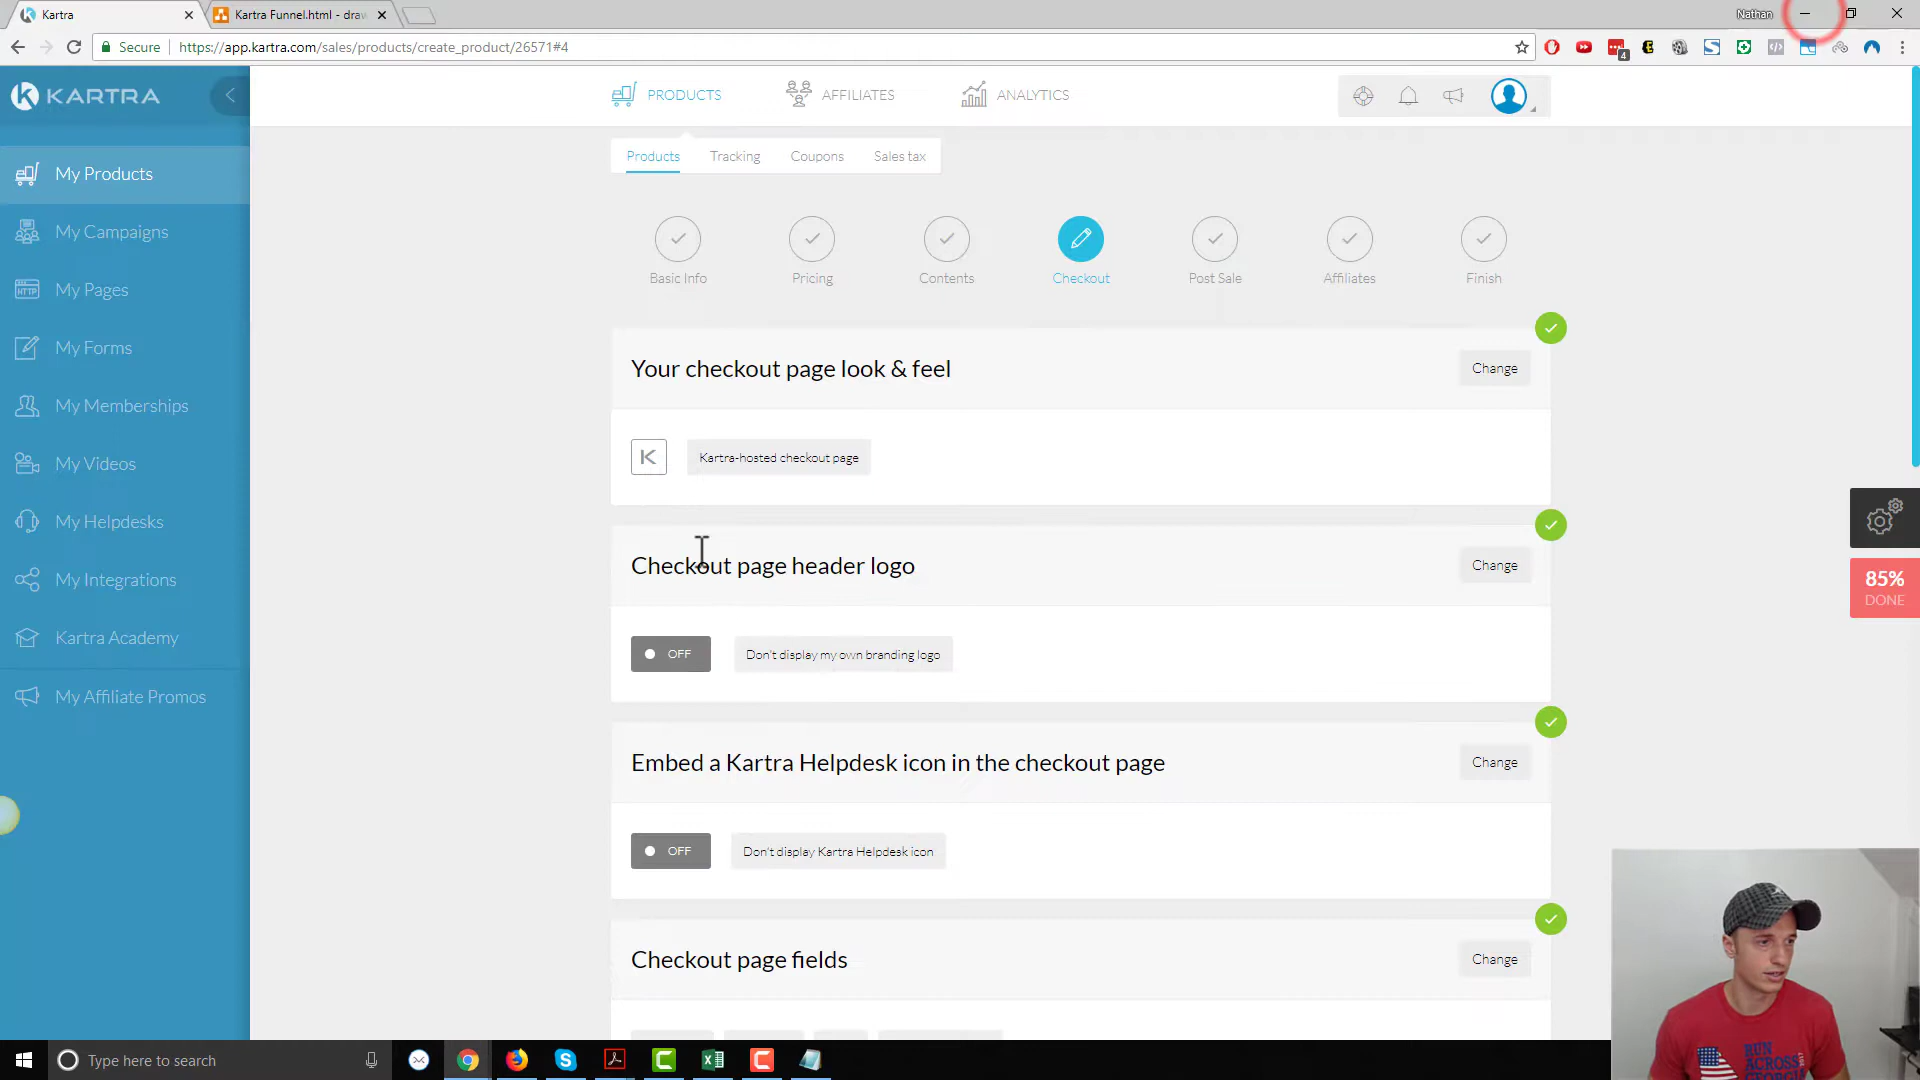 Kartra
Kartra Funnel.html - draw
Nathan
Secure
https://app.kartra.com/sales/products/create_product/26571#4
4
KARTRA
PRODUCTS
AFFILIATES
ANALYTICS
My Products
My Campaigns
My Pages
My Forms
My Memberships
My Videos
My Helpdesks
My Integrations
Kartra Academy
My Affiliate Promos
Products
Tracking
Coupons
Sales tax
Basic Info
Pricing
Contents
Checkout
Post Sale
Affiliates
Finish
Your checkout page look & feel
Change
Kartra-hosted checkout page
Checkout page header logo
Change
OFF
Don't display my own branding logo
Embed a Kartra Helpdesk icon in the checkout page
Change
OFF
Don't display Kartra Helpdesk icon
Checkout page fields
Change
85%
DONE
RUN
ACROSS
GEORGIA
Type here to search